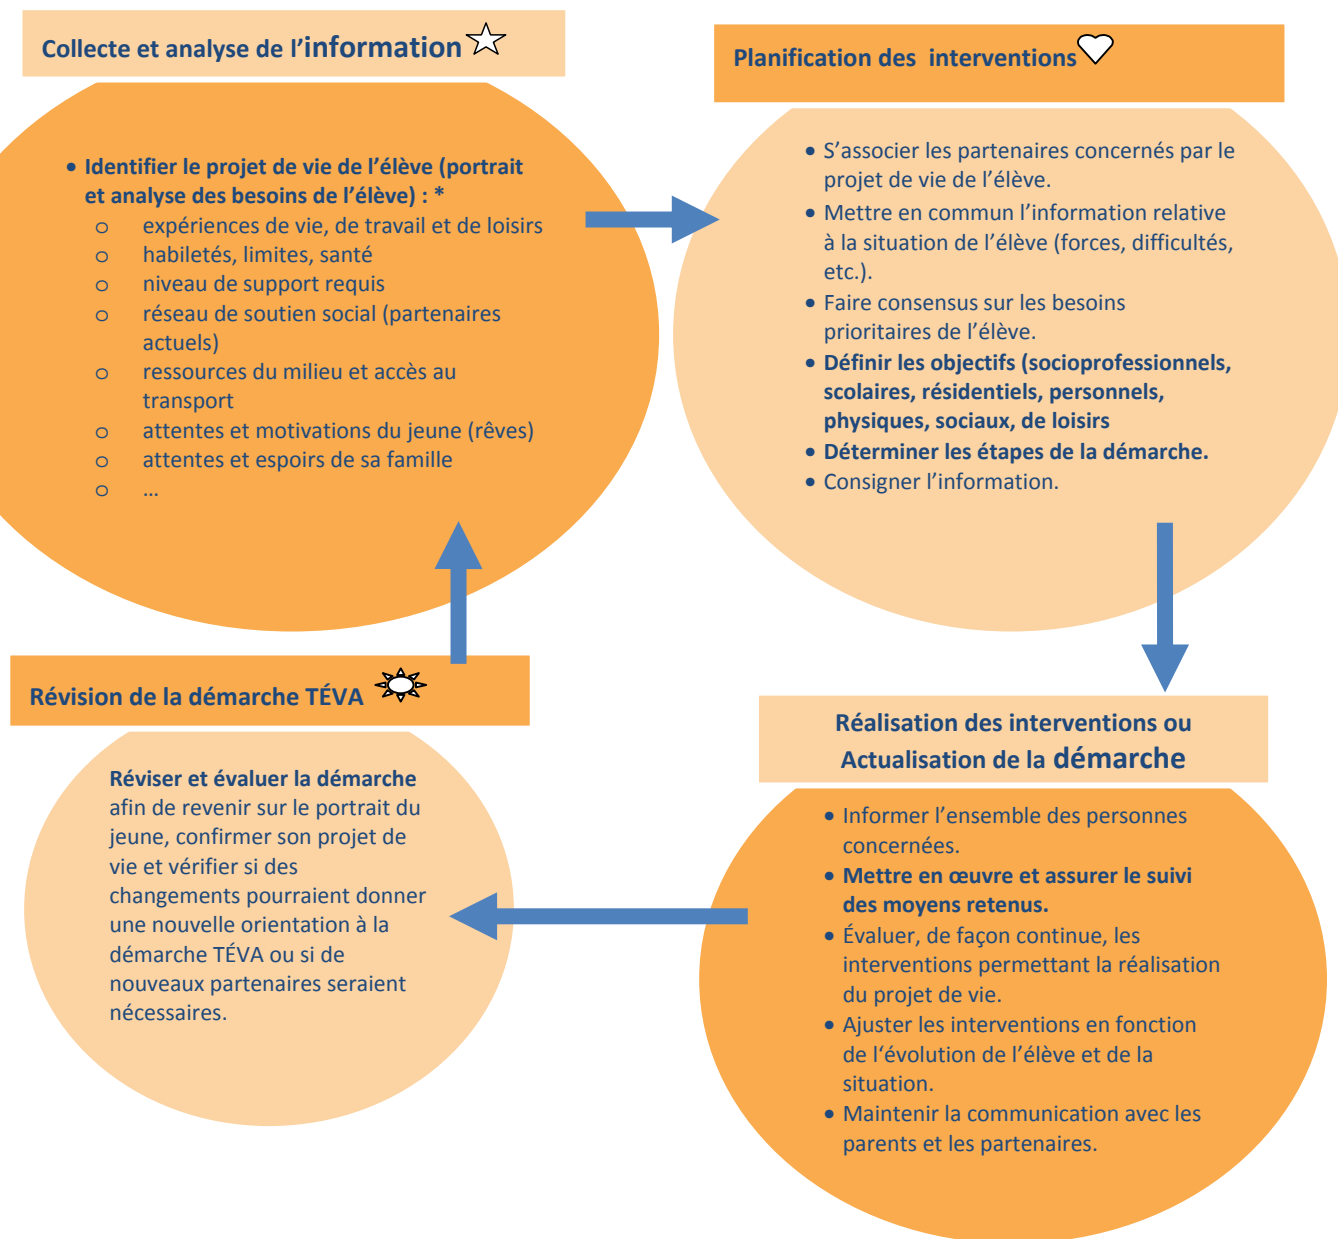 Collecte et analyse de l’information
• Identifier le projet de vie de l’élève (portrait
et analyse des besoins de l’élève) : *
o expériences de vie, de travail et de loisirs
o habiletés, limites, santé
o niveau de support requis
o réseau de soutien social (partenaires
actuels)
o ressources du milieu et accès au
transport
o attentes et motivations du jeune (rêves)
o attentes et espoirs de sa famille
o …
Planification des interventions
• S’associer les partenaires concernés par le
projet de vie de l’élève.
• Mettre en commun l’information relative
à la situation de l’élève (forces, difficultés,
etc.).
• Faire consensus sur les besoins
prioritaires de l’élève.
• Définir les objectifs (socioprofessionnels,
scolaires, résidentiels, personnels,
physiques, sociaux, de loisirs
• Déterminer les étapes de la démarche.
• Consigner l’information.
Réalisation des interventions ou
Actualisation de la démarche
• Informer l’ensemble des personnes
concernées.
• Mettre en œuvre et assurer le suivi
des moyens retenus.
• Évaluer, de façon continue, les
interventions permettant la réalisation
du projet de vie.
• Ajuster les interventions en fonction
de l‘évolution de l’élève et de la
situation.
• Maintenir la communication avec les
parents et les partenaires.
Révision de la démarche TÉVA
Réviser et évaluer la démarche
afin de revenir sur le portrait du
jeune, confirmer son projet de
vie et vérifier si des
changements pourraient donner
une nouvelle orientation à la
démarche TÉVA ou si de
nouveaux partenaires seraient
nécessaires.